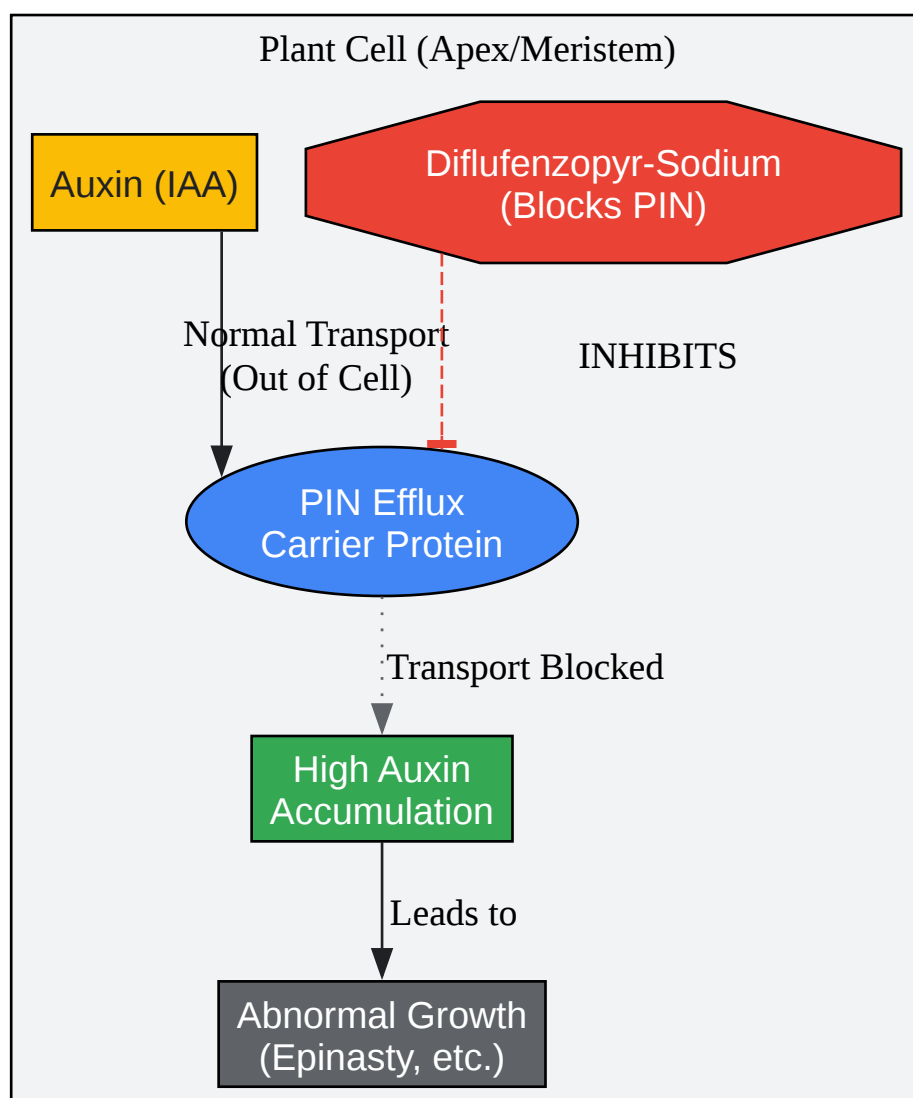 Plant Cell (Apex/Meristem)
Auxin (IAA)
Diflufenzopyr-Sodium
(Blocks PIN)
Normal Transport
(Out of Cell)
INHIBITS
PIN Efflux
Carrier Protein
Transport Blocked
High Auxin
Accumulation
Leads to
Abnormal Growth
(Epinasty, etc.)